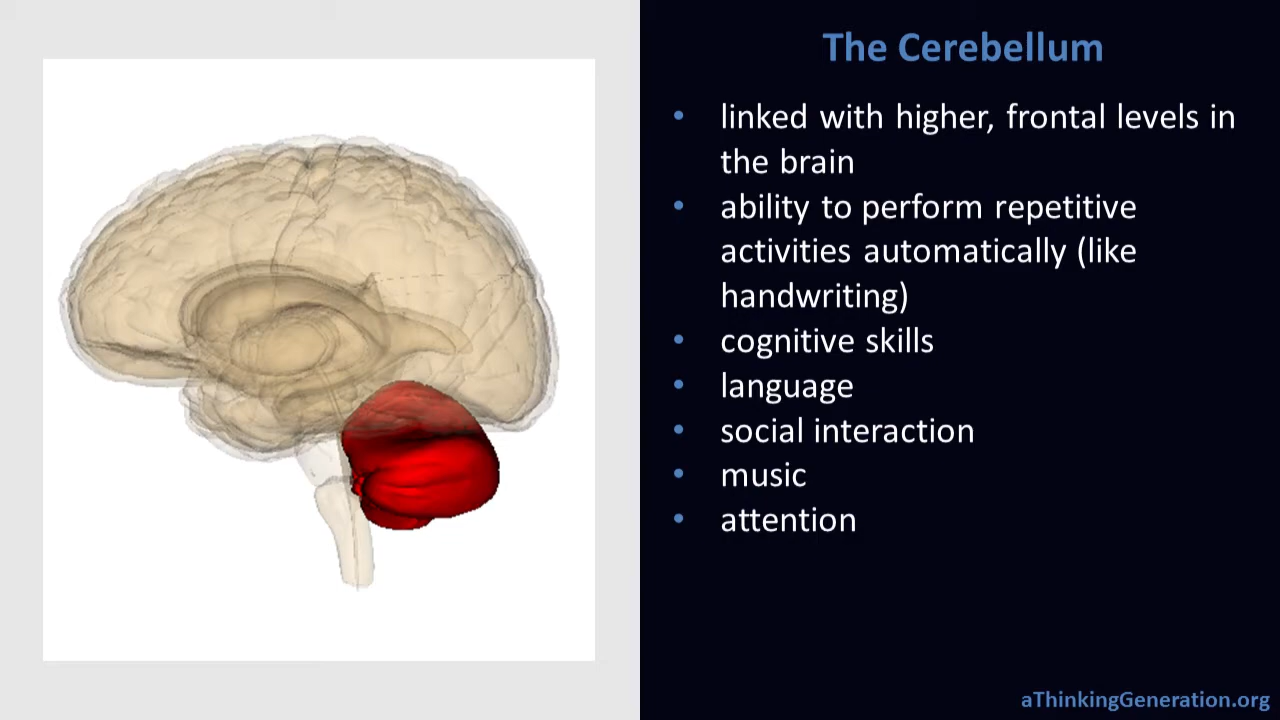 The Cerebellum
• linked with higher, frontal levels in
the brain
• ability to perform repetitive
activities automatically (like
handwriting)
• cognitive skills
• language
• social interaction
• music
• attention
aThinkingGeneration.org